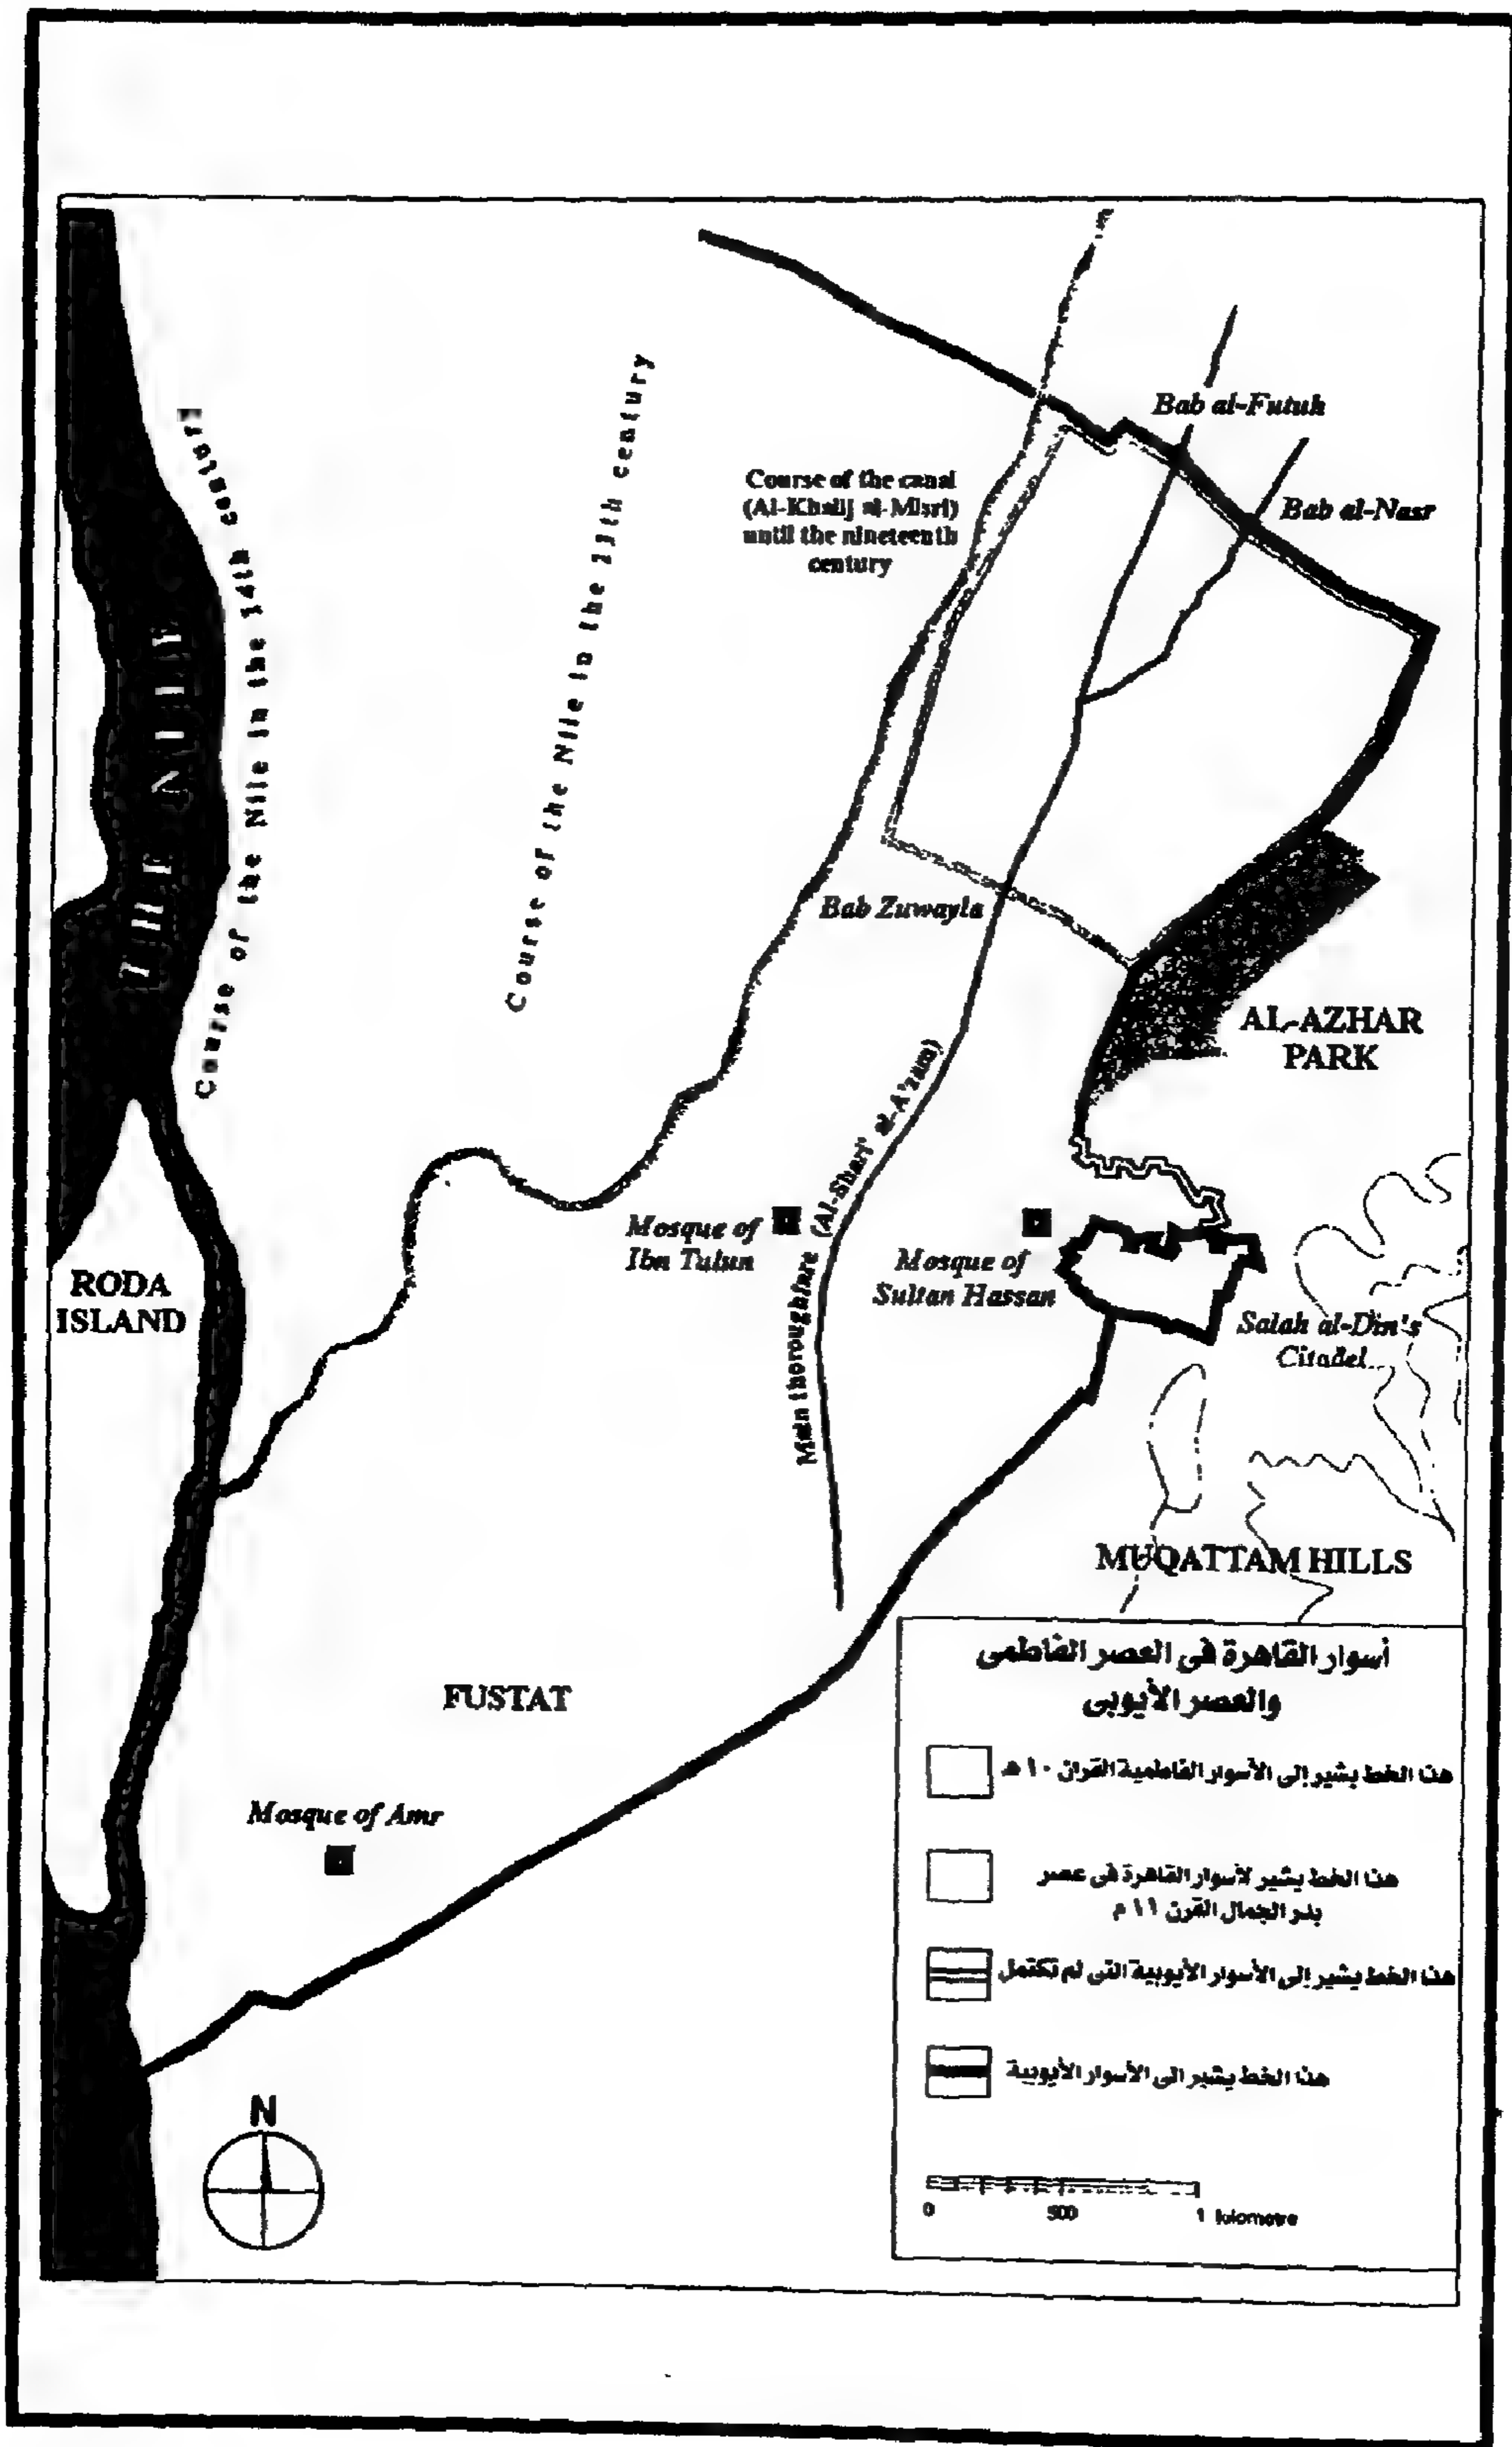 Bab al-Futuh
Course of the canal
(Al-Khalij al-Misri)
until the nineteenth
century
Bab al-Nasr
THE NILE
Course of the Nile in the 14th century
Course of the Nile in the 11th century
Bab Zuwayla
AL-AZHAR
PARK
Main thoroughfare (Al-Shari' al-A'zam)
Mosque of
Ibn Tulun
Mosque of
Sultan Hassan
RODA
ISLAND
Salah al-Din's
Citadel
MUQATTAM HILLS
FUSTAT
Mosque of Amr
N
أسوار القاهرة فى العصر الفاطمى
والعصر الأيوبى
هذا الخط يشير إلى الأسوار الفاطمية القرن ١٠ هـ
هذا الخط يشير لأسوار القاهرة فى عصر
بدر الجمال القرن ١١ م
هذا الخط يشير إلى الأسوار الأيوبية التى لم تكتمل
هذا الخط يشير الى الأسوار الأيوبية
0 500 1 kilometre